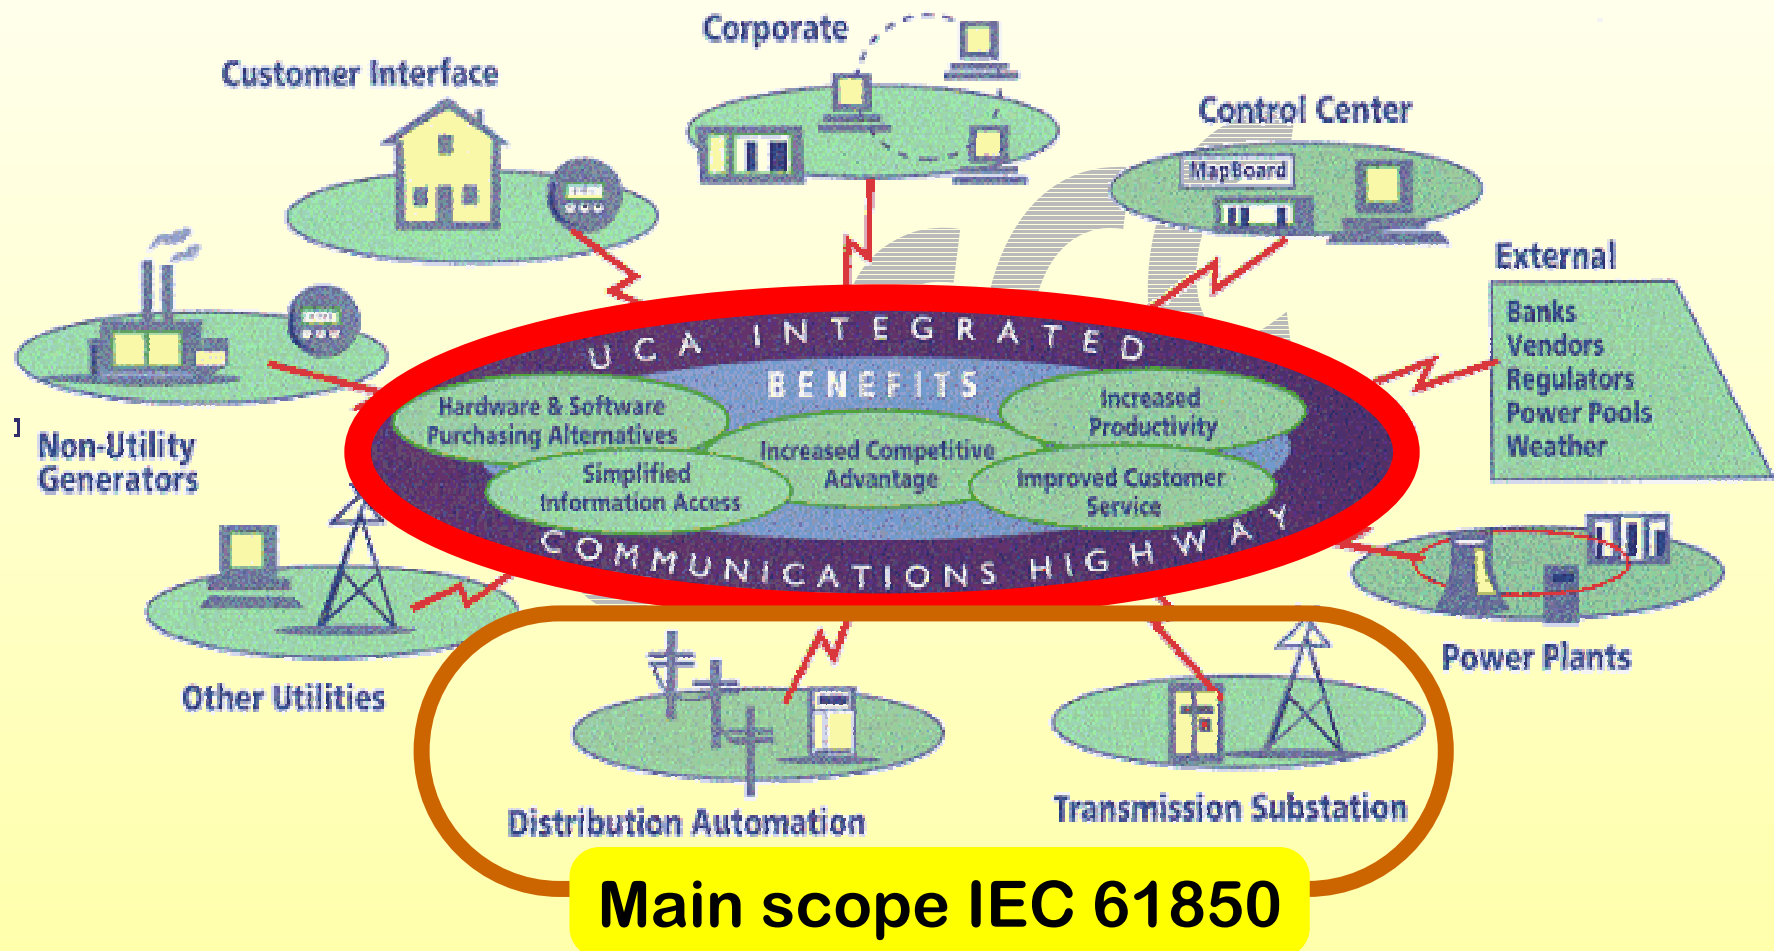 Corporate
Customer Interface
Control Center
MapBoard
External
Banks
Vendors
Regulators
Power Pools
Weather
UCA INTEGRATED
BENEFITS
Hardware & Software
Purchasing Alternatives
Increased
Productivity
Increased Competitive
Advantage
Simplified
Information Access
Improved Customer
Service
COMMUNICATIONS HIGHWAY
Non-Utility
Generators
Other Utilities
Power Plants
Distribution Automation
Transmission Substation
Main scope IEC 61850